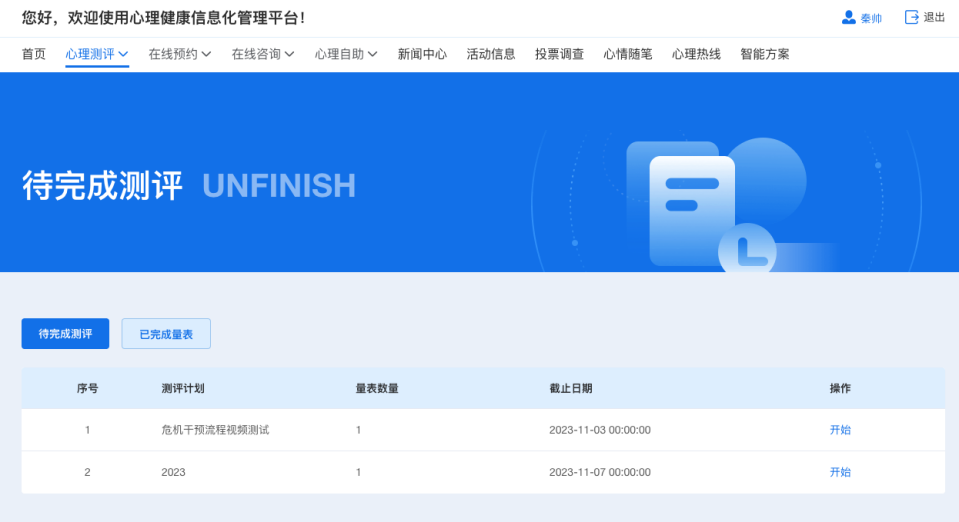 您好，欢迎使用心理健康信息化管理平台！ 秦帅 退出
首页 心理测评 在线预约 在线咨询 心理自助 新闻中心 活动信息 投票调查 心情随笔 心理热线 智能方案
待完成测评 UNFINISH
待完成测评 已完成量表
序号 测评计划 量表数量 截止日期 操作
1 危机干预流程视频测试 1 2023-11-03 00:00:00 开始
2 2023 1 2023-11-07 00:00:00 开始